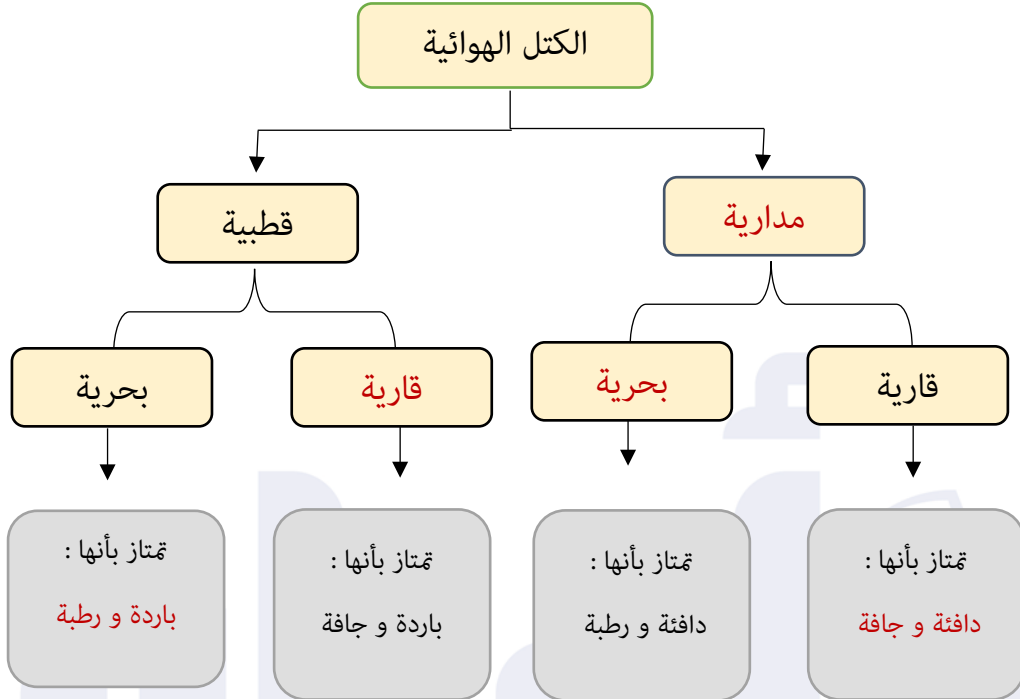 الكتل الهوائية
مدارية
قطبية
قارية
بحرية
قارية
بحرية
تمتاز بأنها :
دافئة و جافة
تمتاز بأنها :
دافئة و رطبة
تمتاز بأنها :
باردة و جافة
تمتاز بأنها :
باردة و رطبة